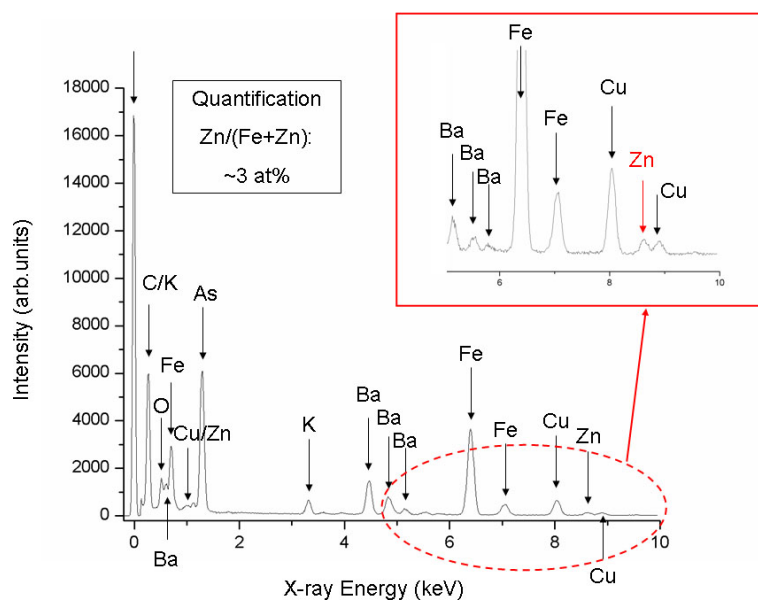 Quantification
Zn/(Fe+Zn):
~3 at%
Fe
Cu
Fe
Ba
Ba
Ba
Zn
Cu
6
8
10
Intensity (arb.units)
18000
16000
14000
12000
10000
8000
6000
4000
2000
0
C/K
As
Fe
O
Cu/Zn
Ba
K
Ba
Ba
Ba
Fe
Fe
Cu
Zn
Cu
0
2
4
6
8
10
X-ray Energy (keV)